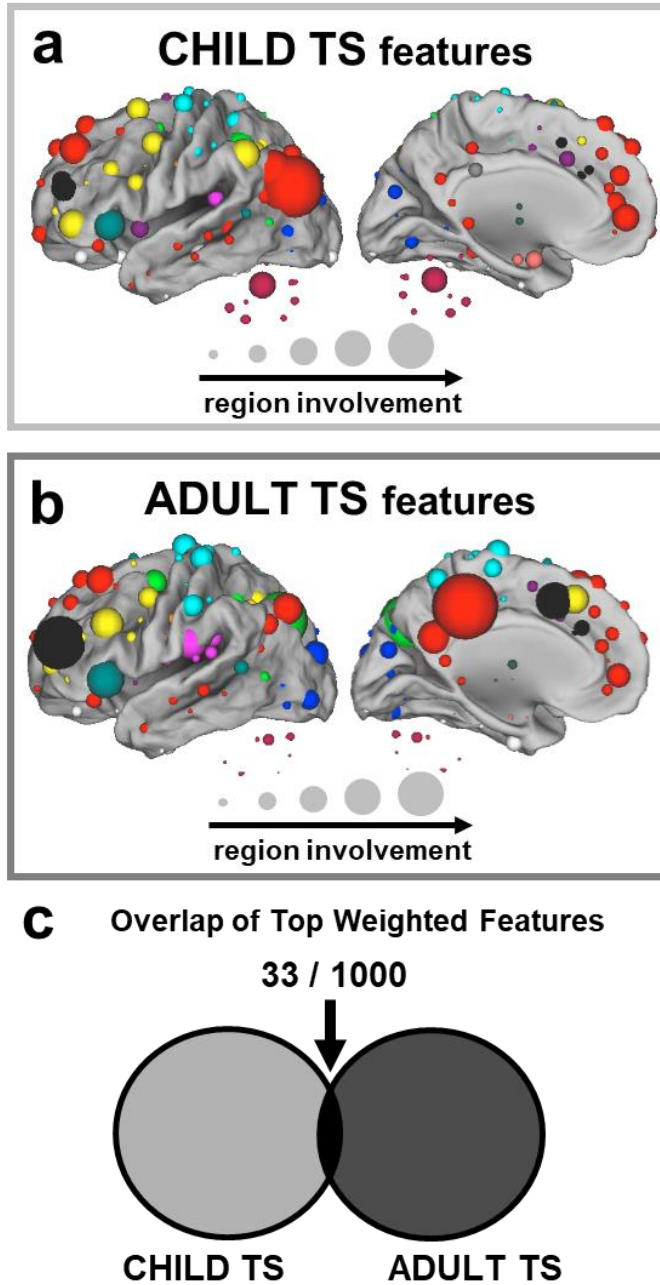 a
CHILD TS features
region involvement
b
ADULT TS features
region involvement
c
Overlap of Top Weighted Features
33 / 1000
CHILD TS
ADULT TS